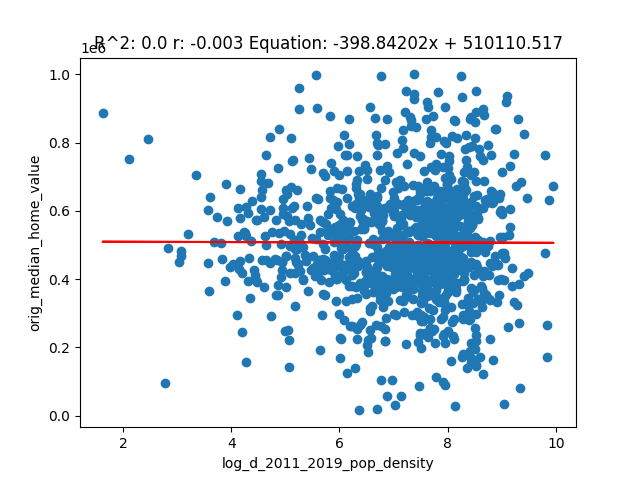 R^2: 0.0 r: -0.003 Equation: -398.84202x + 510110.517
1e6
1.0
0.8
0.6
0.4
0.2
0.0
orig_median_home_value
2 4 6 8 10
log_d_2011_2019_pop_density